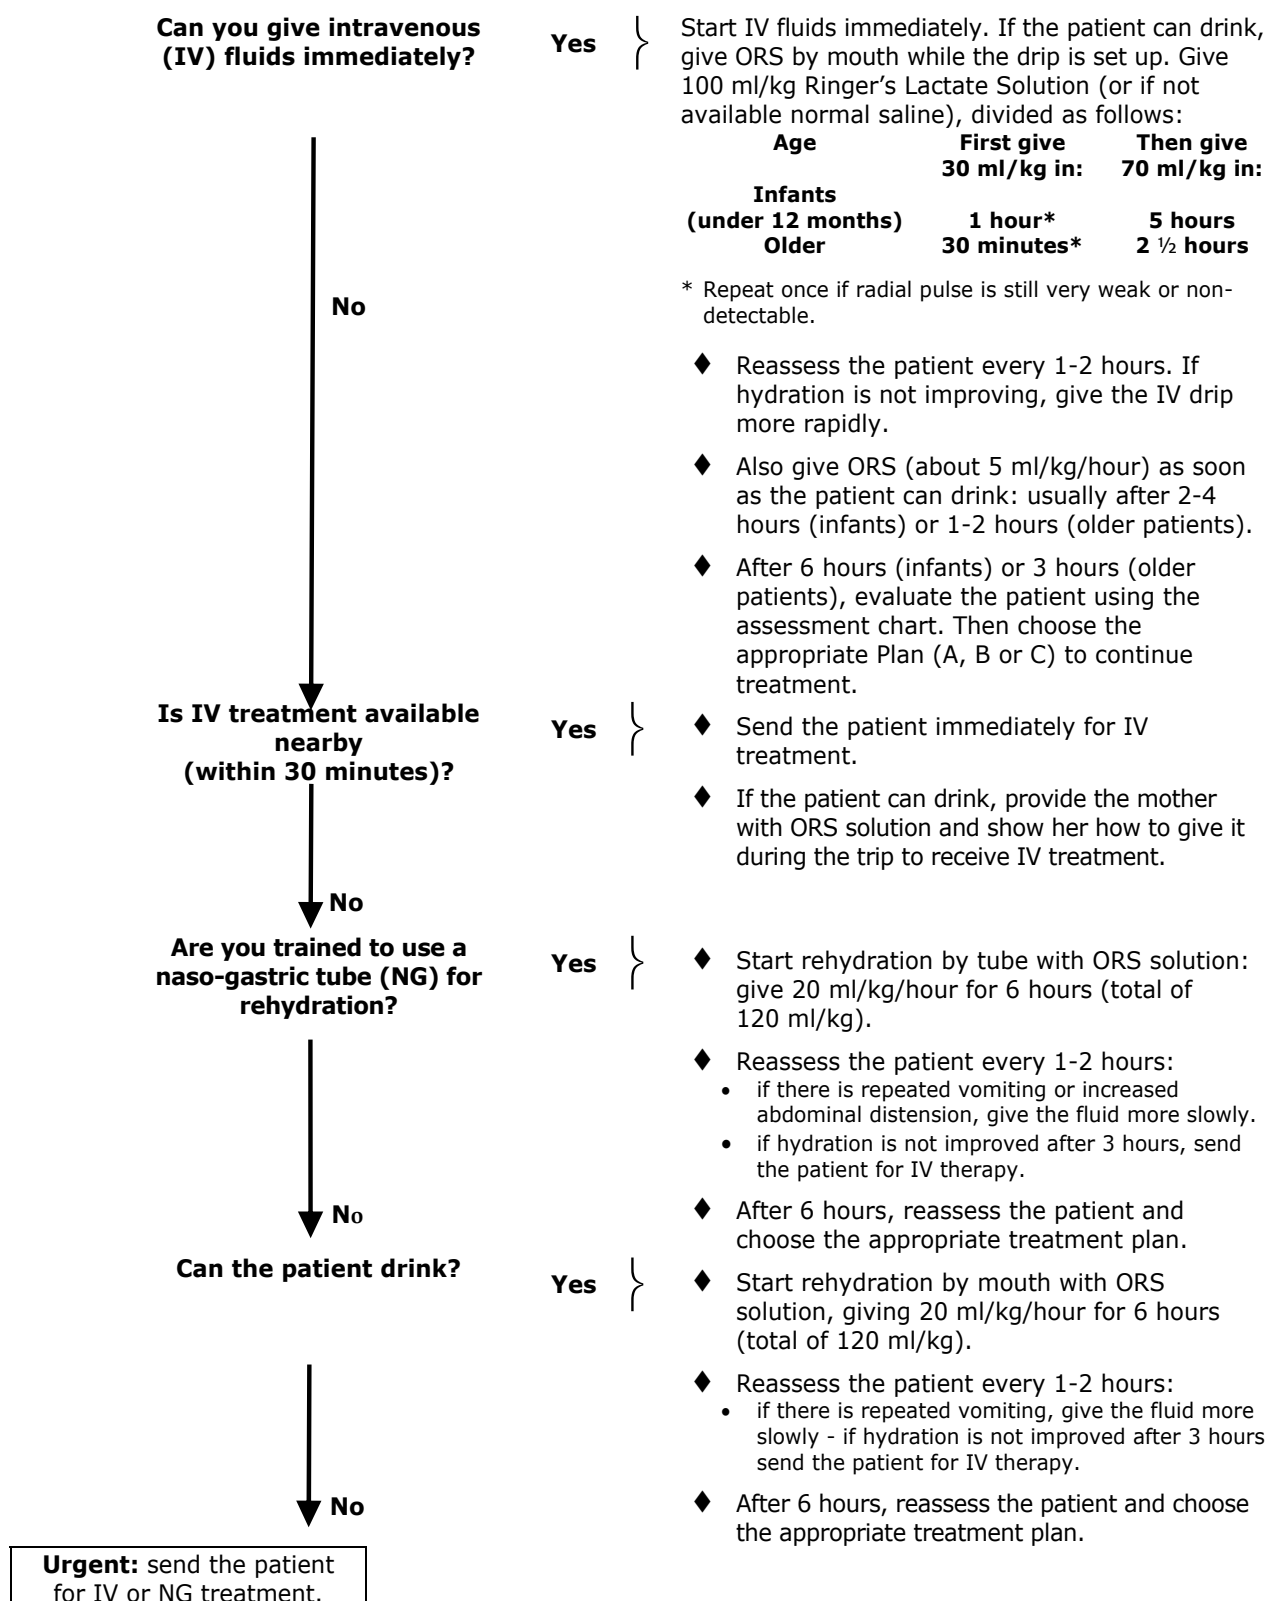 Can you give intravenous
(IV) fluids immediately?
Yes
Start IV fluids immediately. If the patient can drink,
give ORS by mouth while the drip is set up. Give
100 ml/kg Ringer’s Lactate Solution (or if not
available normal saline), divided as follows:
Age First give Then give
30 ml/kg in: 70 ml/kg in:
Infants
(under 12 months) 1 hour* 5 hours
Older 30 minutes* 2 ½ hours
* Repeat once if radial pulse is still very weak or non-
detectable.
No
♦ Reassess the patient every 1-2 hours. If
hydration is not improving, give the IV drip
more rapidly.
♦ Also give ORS (about 5 ml/kg/hour) as soon
as the patient can drink: usually after 2-4
hours (infants) or 1-2 hours (older patients).
♦ After 6 hours (infants) or 3 hours (older
patients), evaluate the patient using the
assessment chart. Then choose the
appropriate Plan (A, B or C) to continue
treatment.
Is IV treatment available
nearby
(within 30 minutes)?
Yes
♦ Send the patient immediately for IV
treatment.
♦ If the patient can drink, provide the mother
with ORS solution and show her how to give it
during the trip to receive IV treatment.
No
Are you trained to use a
naso-gastric tube (NG) for
rehydration?
Yes
♦ Start rehydration by tube with ORS solution:
give 20 ml/kg/hour for 6 hours (total of
120 ml/kg).
♦ Reassess the patient every 1-2 hours:
• if there is repeated vomiting or increased
abdominal distension, give the fluid more slowly.
• if hydration is not improved after 3 hours, send
the patient for IV therapy.
♦ After 6 hours, reassess the patient and
choose the appropriate treatment plan.
No
Can the patient drink?
Yes
♦ Start rehydration by mouth with ORS
solution, giving 20 ml/kg/hour for 6 hours
(total of 120 ml/kg).
♦ Reassess the patient every 1-2 hours:
• if there is repeated vomiting, give the fluid more
slowly - if hydration is not improved after 3 hours
send the patient for IV therapy.
♦ After 6 hours, reassess the patient and choose
the appropriate treatment plan.
No
Urgent: send the patient
for IV or NG treatment.